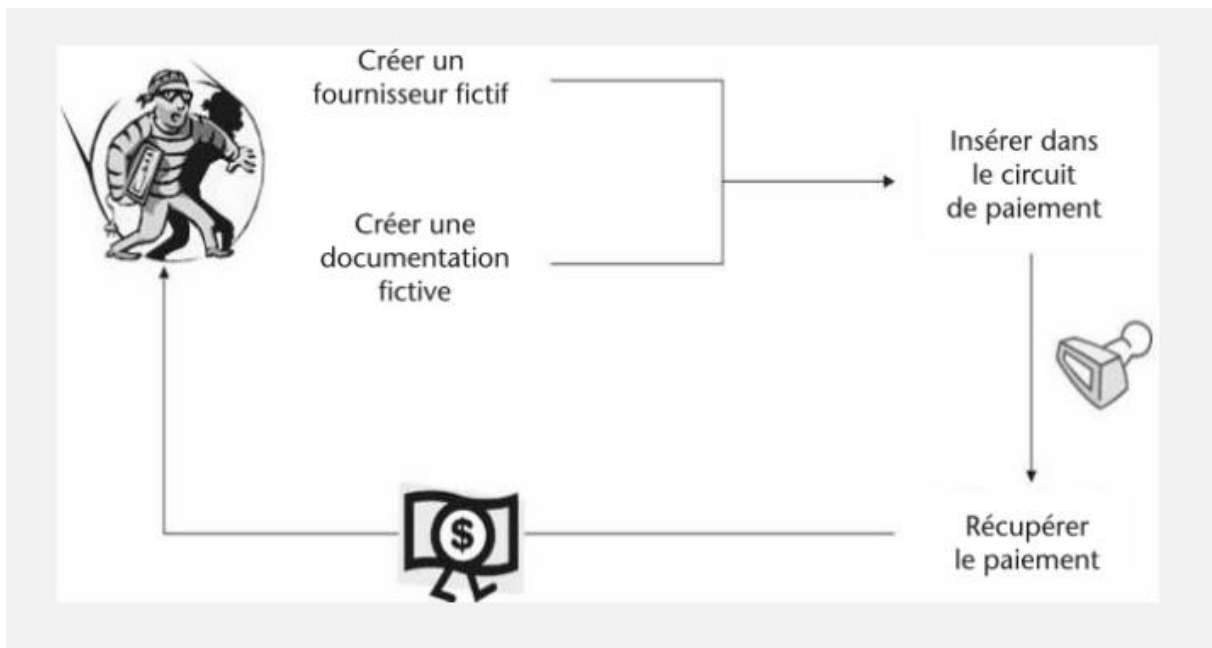 Créer un
fournisseur fictif
Créer une
documentation
fictive
Insérer dans
le circuit
de paiement
$
Récupérer
le paiement